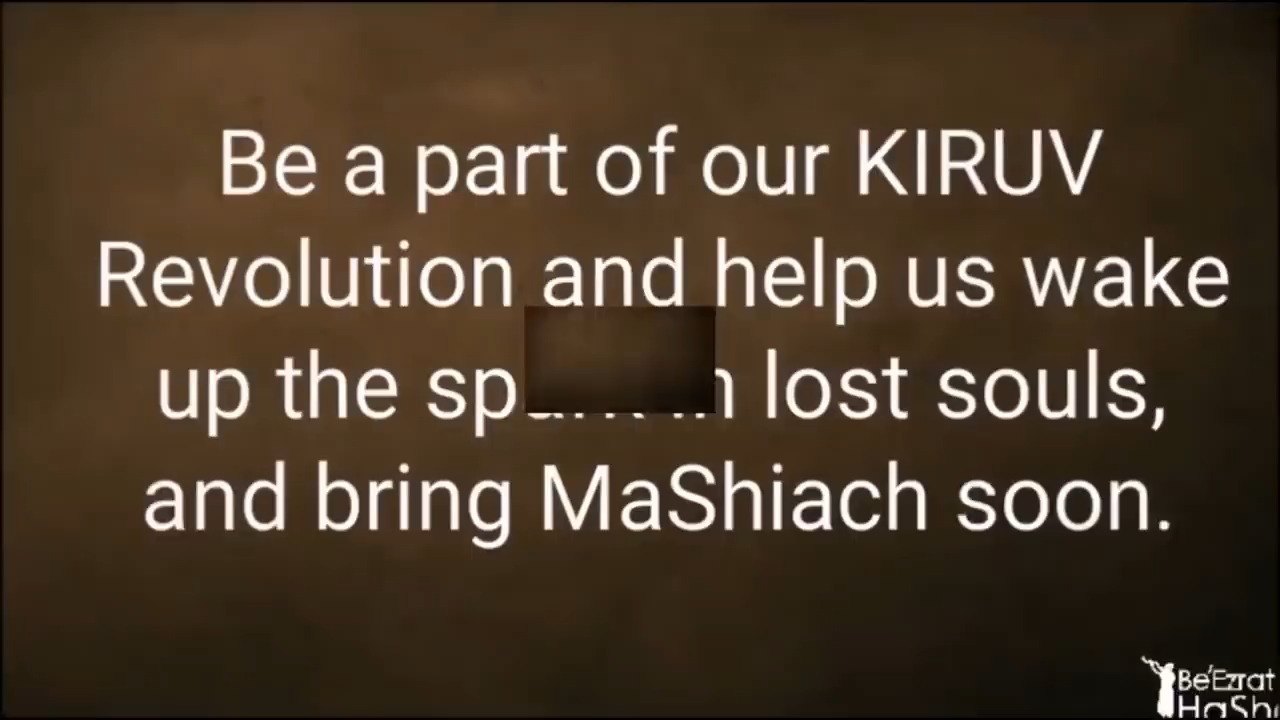 Be a part of our KIRUV
Revolution and help us wake
up the lost souls,
and bring MaShiach soon.
Be'Ezrat